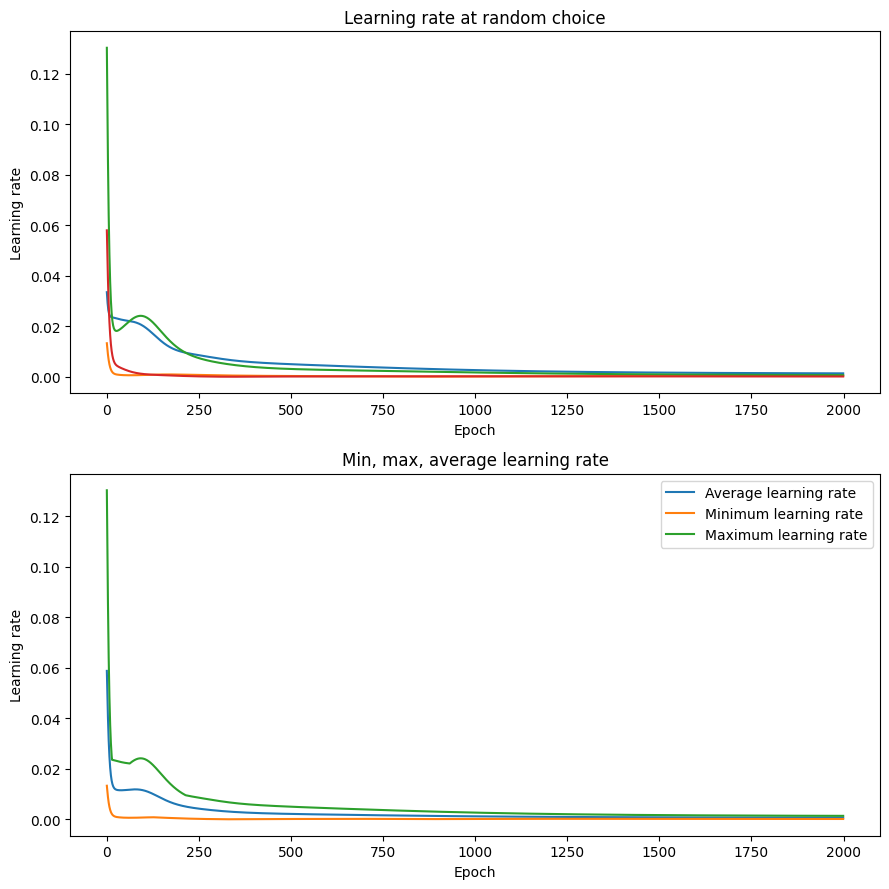 Learning rate at random choice
0.12
0.10
0.08
0.06
0.04
0.02
0.00
Learning rate
0 250 500 750 1000 1250 1500 1750 2000
Epoch
Min, max, average learning rate
Average learning rate
Minimum learning rate
Maximum learning rate
0.12
0.10
0.08
0.06
0.04
0.02
0.00
Learning rate
0 250 500 750 1000 1250 1500 1750 2000
Epoch